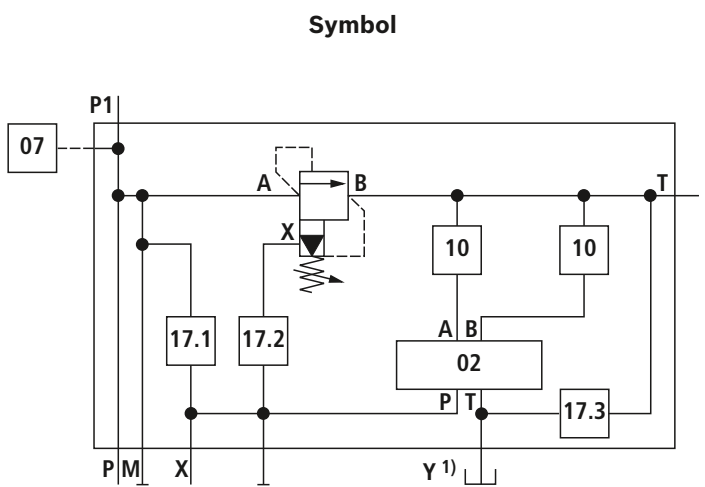 Symbol
P1
07
A B T
X
10 10
17.1 17.2
A B
02
P T
17.3
P M X Y 1)